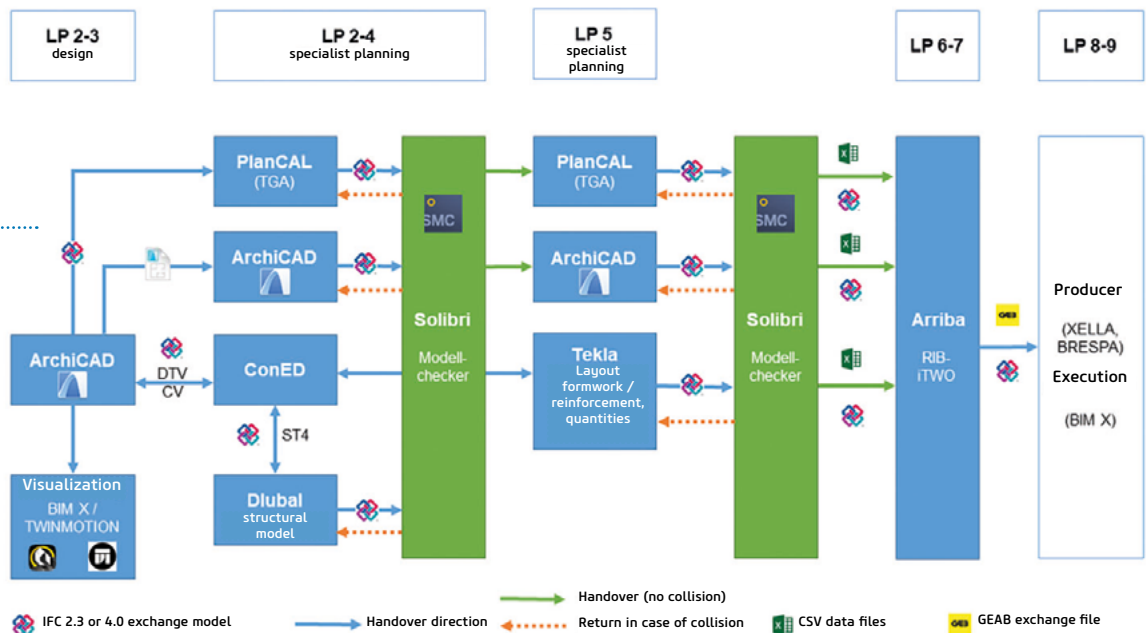 LP 2-3
design
LP 2-4
specialist planning
LP 5
specialist
planning
LP 6-7
LP 8-9
PlanCAL
(TGA)
ArchiCAD
ArchiCAD
DTV
CV
ConED
ST4
Visualization
BIM X /
TWINMOTION
Dlubal
structural
model
SMC
Solibri
Modell-
checker
PlanCAL
(TGA)
ArchiCAD
Tekla
Layout
formwork /
reinforcement,
quantities
SMC
Solibri
Modell-
checker
Arriba
RIB-
iTWO
GAEB
Producer
(XELLA,
BRESPA)
Execution
(BIM X)
Handover (no collision)
IFC 2.3 or 4.0 exchange model
Handover direction
Return in case of collision
CSV data files
GAEB
GEAB exchange file